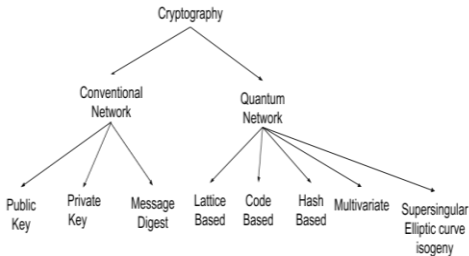 Cryptography
Conventional
Network
Quantum
Network
Public
Key
Private
Key
Message
Digest
Lattice
Based
Code
Based
Hash
Based
Multivariate
Supersingular
Elliptic curve
isogeny